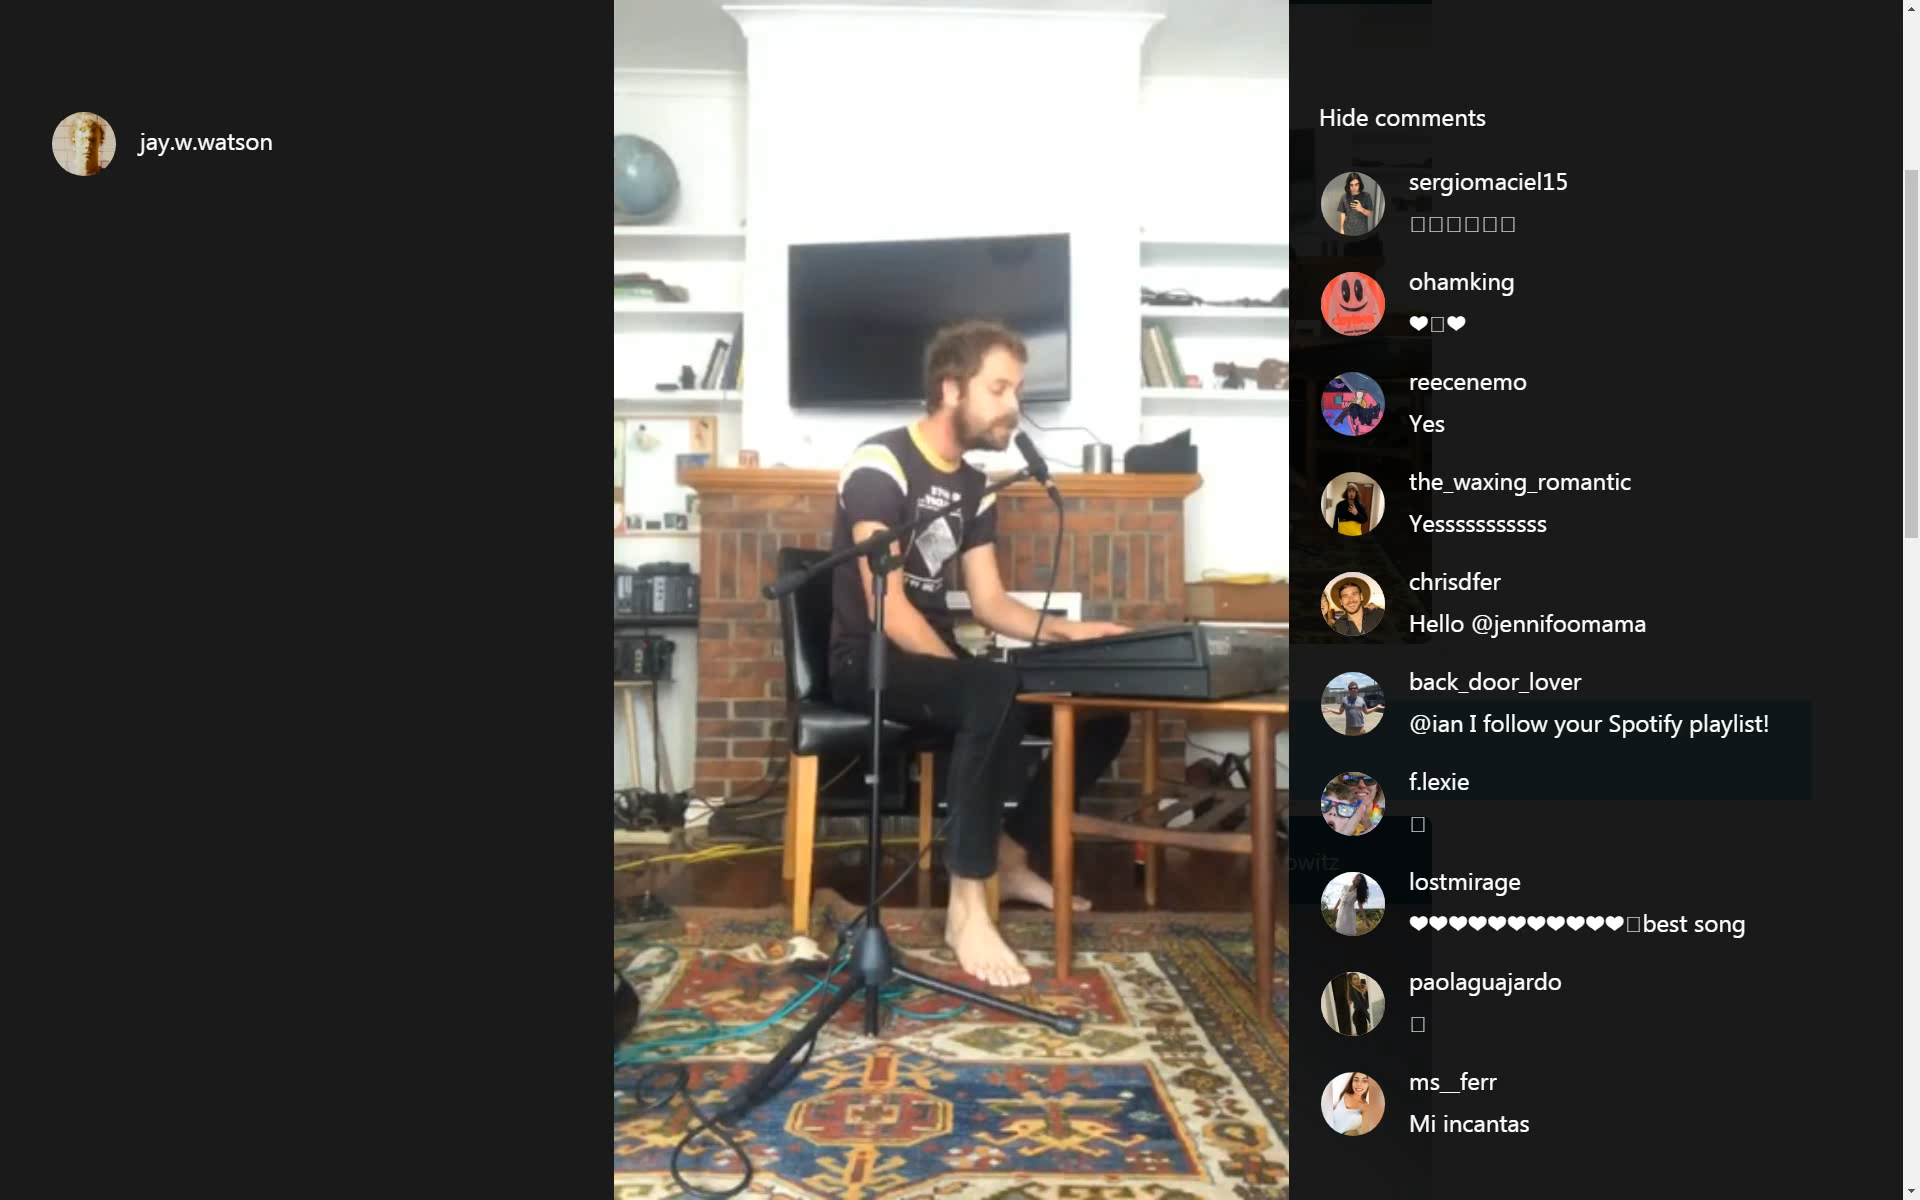 jay.w.watson
Hide comments
sergiomaciel15
ohamking
❤ ❤
reecenemo
Yes
the_waxing_romantic
Yesssssssssss
chrisdfer
Hello @jennifoomama
back_door_lover
@ian I follow your Spotify playlist!
f.lexie
lostmirage
❤❤❤❤❤❤❤❤❤❤❤ best song
paolaguajardo
ms__ferr
Mi incantas